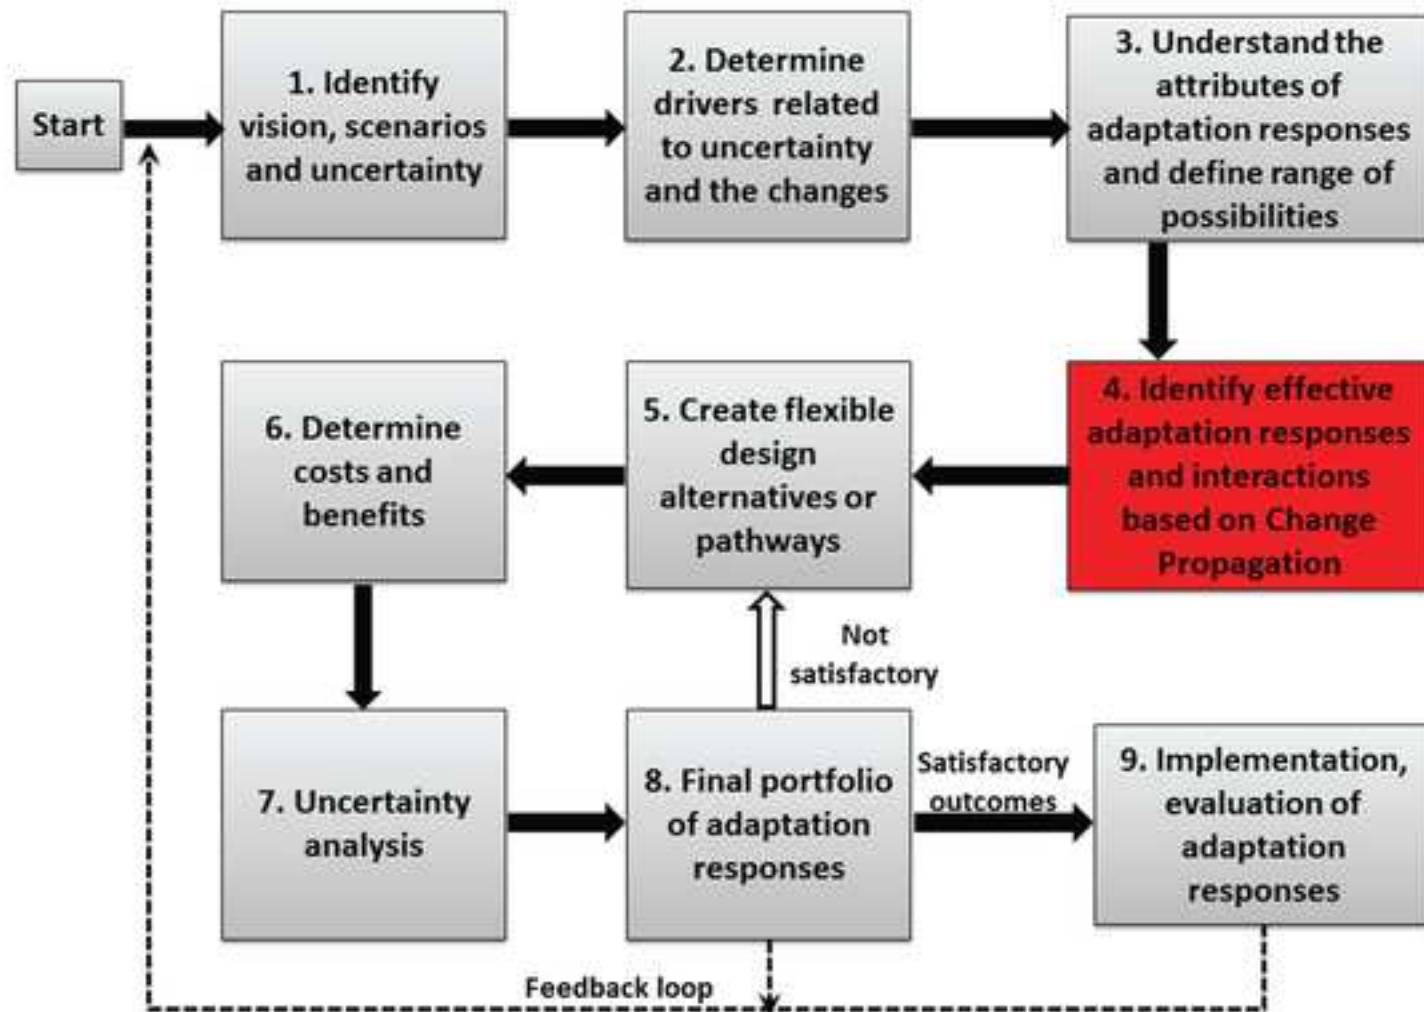 Start
1. Identify
vision, scenarios
and uncertainty
2. Determine
drivers related
to uncertainty
and the changes
3. Understand the
attributes of
adaptation responses
and define range of
possibilities
4. Identify effective
adaptation responses
and interactions
based on Change
Propagation
5. Create flexible
design
alternatives or
pathways
6. Determine
costs and
benefits
7. Uncertainty
analysis
8. Final portfolio
of adaptation
responses
Not
satisfactory
Satisfactory
outcomes
9. Implementation,
evaluation of
adaptation
responses
Feedback loop